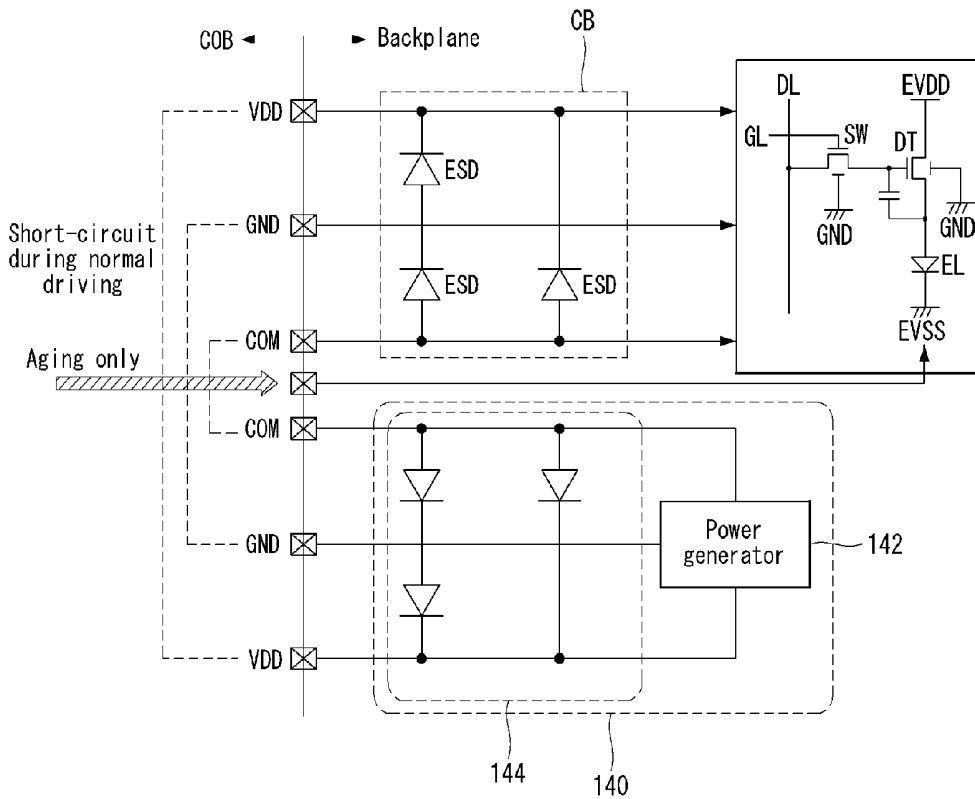 COB
Backplane
CB
VDD
DL
EVDD
GL
SW
DT
ESD
GND
GND
GND
Short-circuit
during normal
driving
ESD
ESD
EL
COM
EVSS
Aging only
COM
GND
Power
generator
142
VDD
144
140